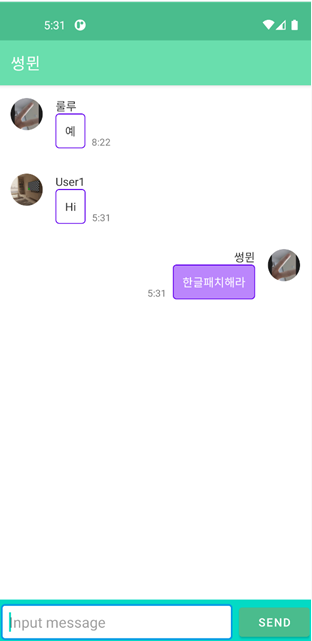 5:31
썽뮌
룰루
예
8:22
User1
Hi
5:31
썽뮌
5:31
한글패치해라
Input message
SEND